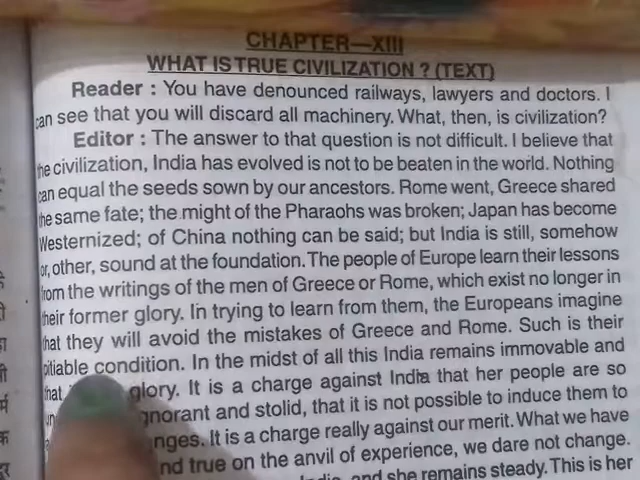 CHAPTER—XIII
WHAT IS TRUE CIVILIZATION ? (TEXT)
Reader : You have denounced railways, lawyers and doctors. I
can see that you will discard all machinery. What, then, is civilization?
Editor : The answer to that question is not difficult. I believe that
the civilization, India has evolved is not to be beaten in the world. Nothing
can equal the seeds sown by our ancestors. Rome went, Greece shared
the same fate; the might of the Pharaohs was broken; Japan has become
Westernized; of China nothing can be said; but India is still, somehow
or, other, sound at the foundation. The people of Europe learn their lessons
from the writings of the men of Greece or Rome, which exist no longer in
their former glory. In trying to learn from them, the Europeans imagine
that they will avoid the mistakes of Greece and Rome. Such is their
pitiable condition. In the midst of all this India remains immovable and
that glory. It is a charge against India that her people are so
ignorant and stolid, that it is not possible to induce them to
It is a charge really against our merit. What we have
true on the anvil of experience, we dare not change.
and she remains steady. This is her